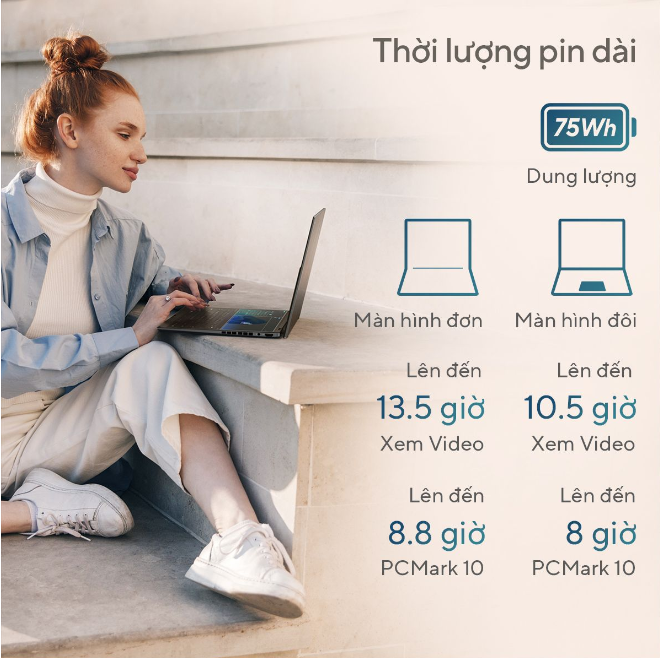 Thời lượng pin dài
75Wh
Dung lượng
Màn hình đơn
Màn hình đôi
Lên đến
13.5 giờ
Xem Video
Lên đến
10.5 giờ
Xem Video
Lên đến
8.8 giờ
PCMark 10
Lên đến
8 giờ
PCMark 10